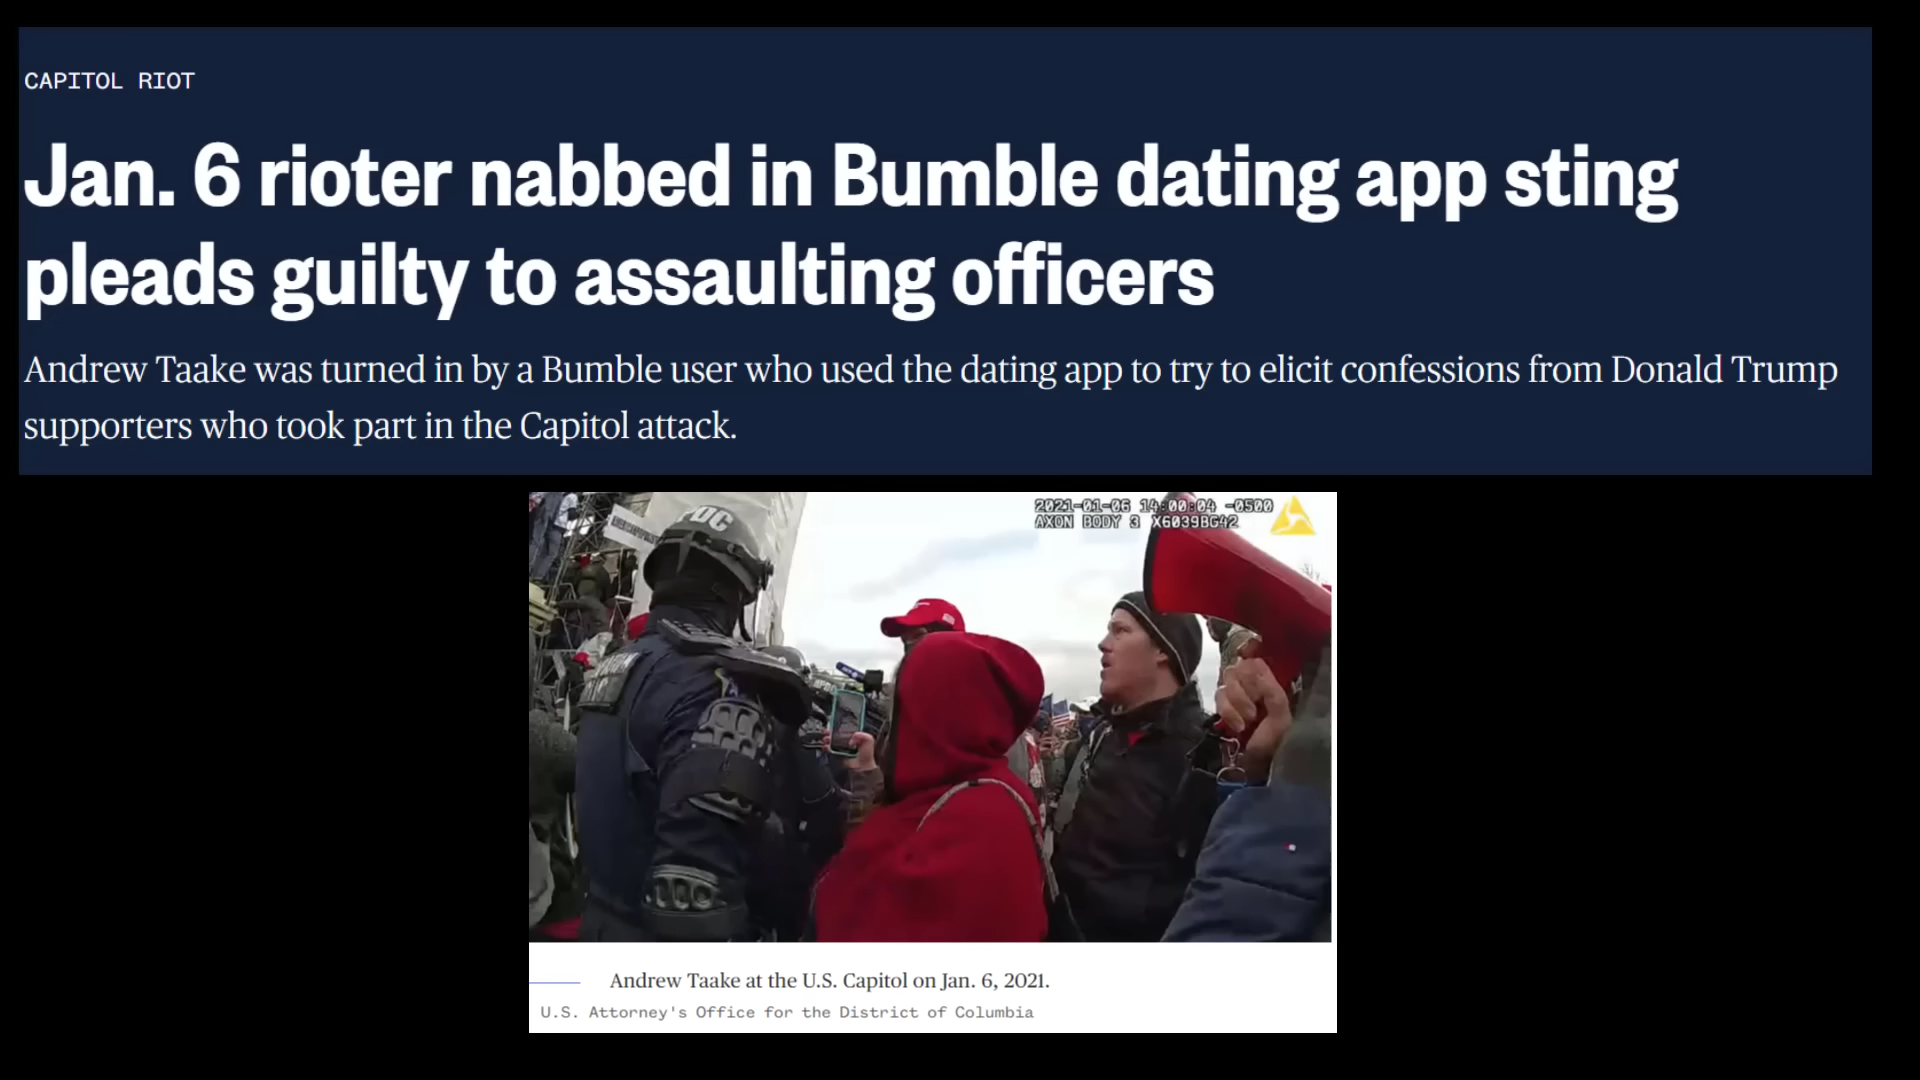 CAPITOL RIOT
Jan. 6 rioter nabbed in Bumble dating app sting
pleads guilty to assaulting officers
Andrew Taake was turned in by a Bumble user who used the dating app to try to elicit confessions from Donald Trump
supporters who took part in the Capitol attack.
2021-01-06 14:00:04 -0500
AXON BODY 3 X6039BG42
Andrew Taake at the U.S. Capitol on Jan. 6, 2021.
U.S. Attorney's Office for the District of Columbia